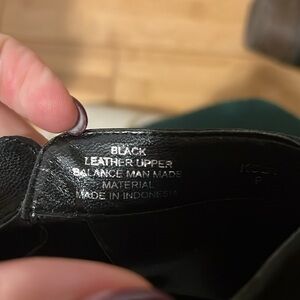 BLACK
LEATHER UPPER
BALANCE MAN MADE
MATERIAL
MADE IN INDONESIA